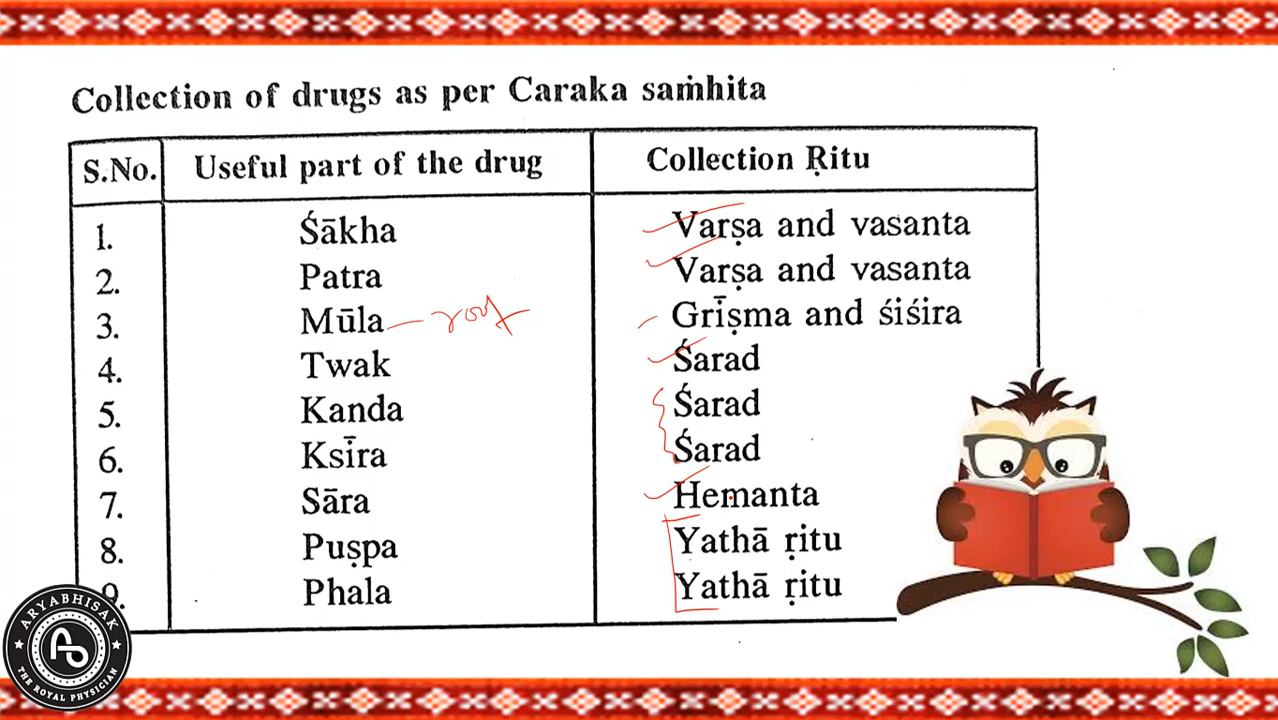 Collection of drugs as per Caraka saṁhita
S.No. Useful part of the drug Collection Ṛitu
1. Śākha Varṣa and vasanta
2. Patra Varṣa and vasanta
3. Mūla – root Grīṣma and śiśira
4. Twak Śarad
5. Kanda Śarad
6. Ksīra Śarad
7. Sāra Hemanta
8. Puṣpa Yathā ṛitu
9. Phala Yathā ṛitu
ARYABHISAK
THE ROYAL PHYSICIAN